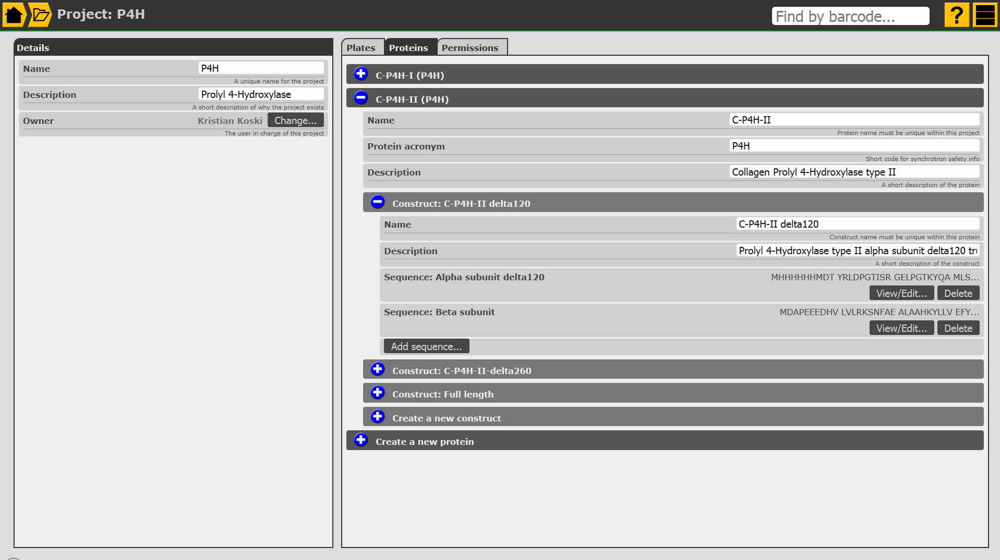 Project: P4H
Find by barcode...
?
Details
Name
P4H
A unique name for the project
Description
Prolyl 4-Hydroxylase
A short description of why the project exists
Owner
Kristian Koski
Change...
The user in charge of this project
Plates
Proteins
Permissions
C-P4H-I (P4H)
C-P4H-II (P4H)
Name
C-P4H-II
Protein name must be unique within this project
Protein acronym
P4H
Short code for synchrotron safety info
Description
Collagen Prolyl 4-Hydroxylase type II
A short description of the protein
Construct: C-P4H-II delta120
Name
C-P4H-II delta120
Construct name must be unique within this protein
Description
Prolyl 4-Hydroxylase type II alpha subunit delta120 tru
A short description of the construct
Sequence: Alpha subunit delta120
MHHHHHHMDT YRLDPGTISR GELPGTKYQA MLS...
View/Edit...
Delete
Sequence: Beta subunit
MDAPEEEDHV LVLRKSNFAE ALAAHKYLLV EFY...
View/Edit...
Delete
Add sequence...
Construct: C-P4H-II-delta260
Construct: Full length
Create a new construct
Create a new protein